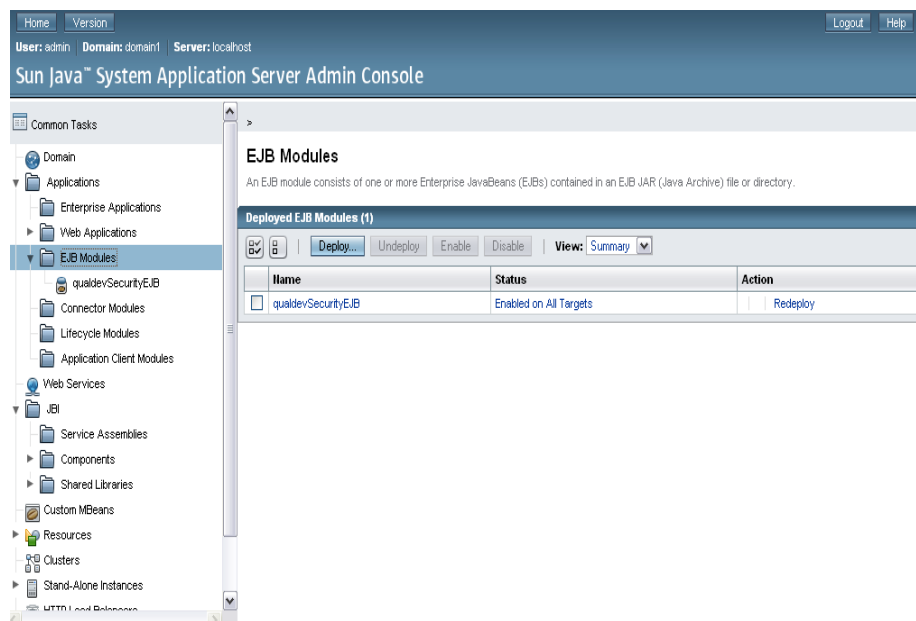 Home Version Logout Help
User: admin Domain: domain1 Server: localhost
Sun Java™ System Application Server Admin Console
Common Tasks
Domain
Applications
Enterprise Applications
Web Applications
EJB Modules
qualdevSecurityEJB
Connector Modules
Lifecycle Modules
Application Client Modules
Web Services
JBI
Service Assemblies
Components
Shared Libraries
Custom MBeans
Resources
Clusters
Stand-Alone Instances
HTTP Load Balancers
>
EJB Modules
An EJB module consists of one or more Enterprise JavaBeans (EJBs) contained in an EJB JAR (Java Archive) file or directory.
Deployed EJB Modules (1)
Deploy... Undeploy Enable Disable View: Summary
Name Status Action
qualdevSecurityEJB Enabled on All Targets Redeploy